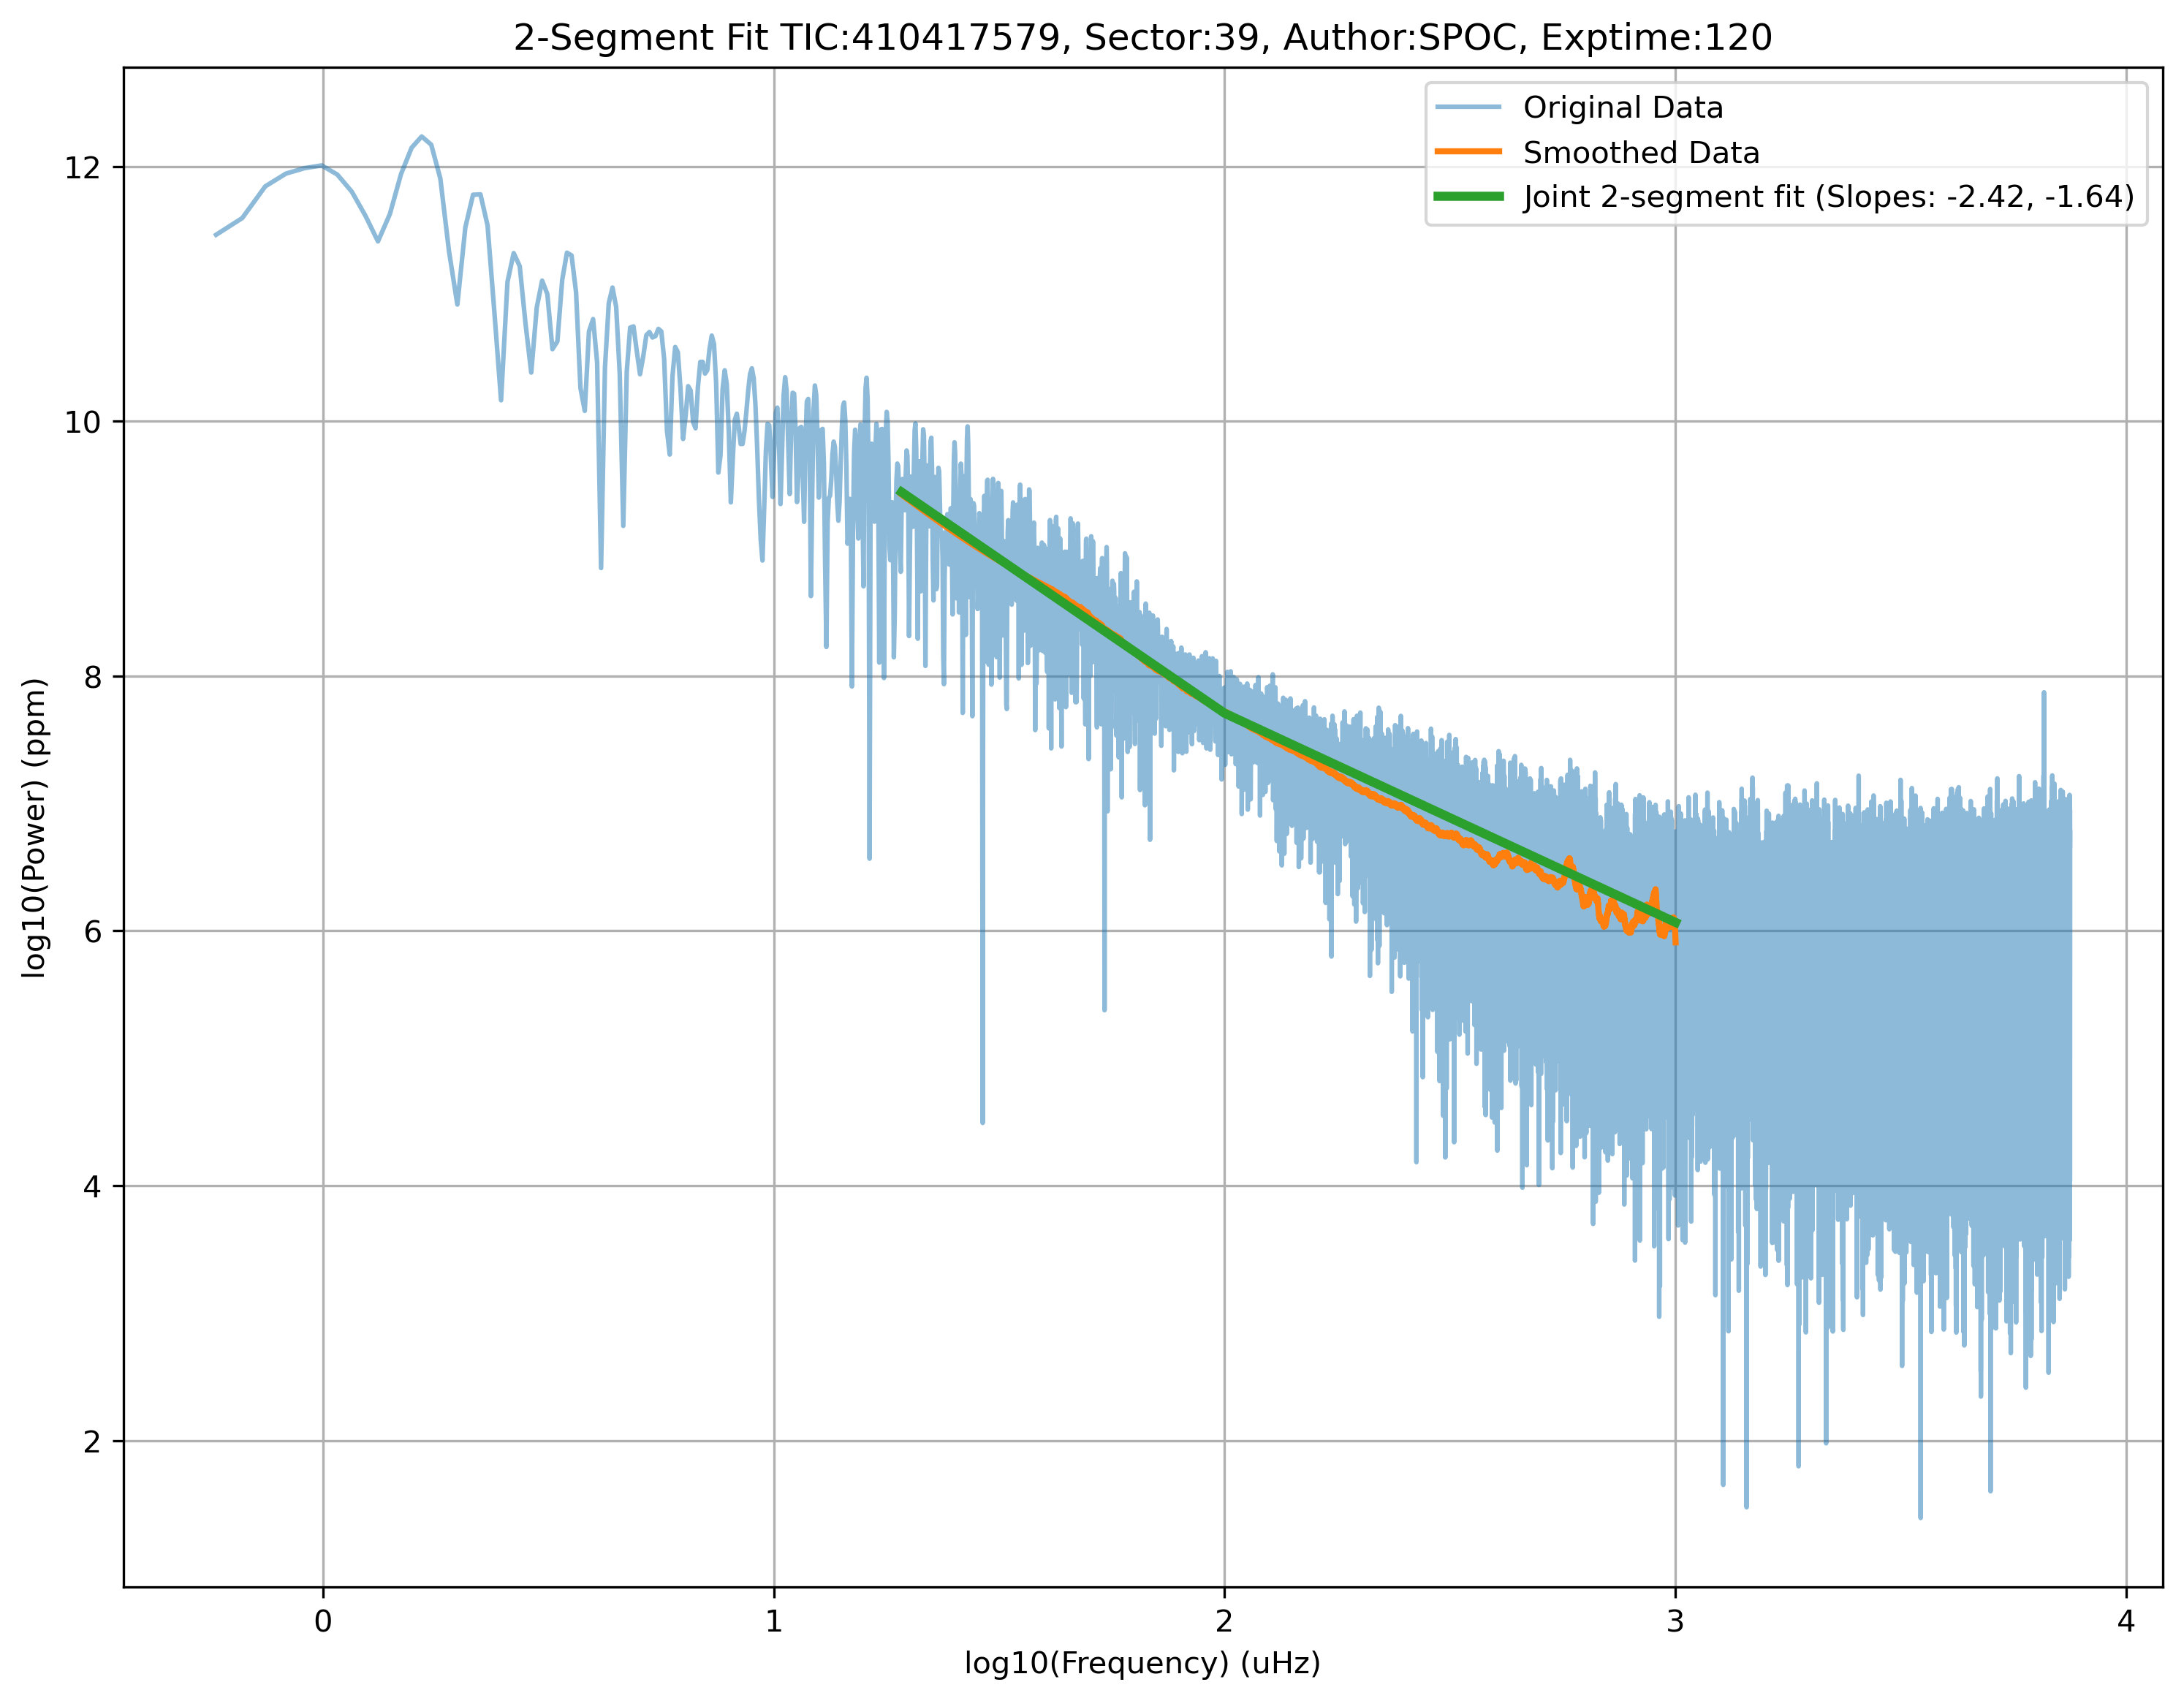 2-Segment Fit TIC:410417579, Sector:39, Author:SPOC, Exptime:120
Original Data
Smoothed Data
Joint 2-segment fit (Slopes: -2.42, -1.64)
log10(Power) (ppm)
12
10
8
6
4
2
0 1 2 3 4
log10(Frequency) (uHz)